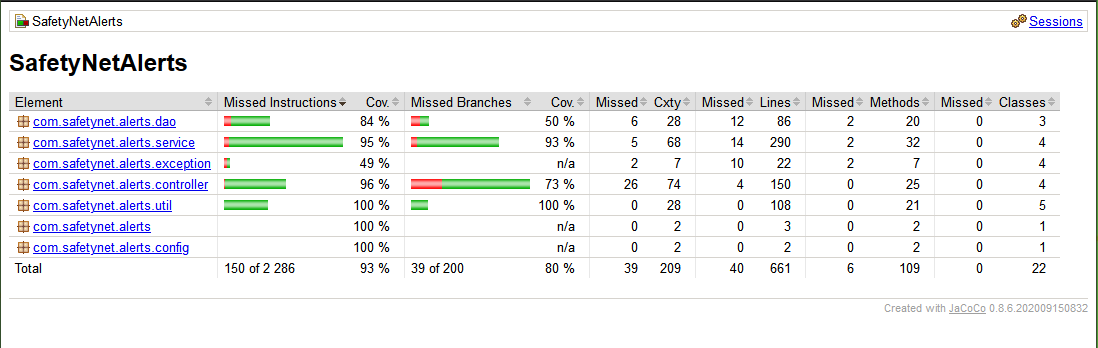 SafetyNetAlerts Sessions
SafetyNetAlerts
Element Missed Instructions Cov. Missed Branches Cov. Missed Cxty Missed Lines Missed Methods Missed Classes
com.safetynet.alerts.dao 84 % 50 % 6 28 12 86 2 20 0 3
com.safetynet.alerts.service 95 % 93 % 5 68 14 290 2 32 0 4
com.safetynet.alerts.exception 49 % n/a 2 7 10 22 2 7 0 4
com.safetynet.alerts.controller 96 % 73 % 26 74 4 150 0 25 0 4
com.safetynet.alerts.util 100 % 100 % 0 28 0 108 0 21 0 5
com.safetynet.alerts 100 % n/a 0 2 0 3 0 2 0 1
com.safetynet.alerts.config 100 % n/a 0 2 0 2 0 2 0 1
Total 150 of 2 286 93 % 39 of 200 80 % 39 209 40 661 6 109 0 22
Created with JaCoCo 0.8.6.202009150832